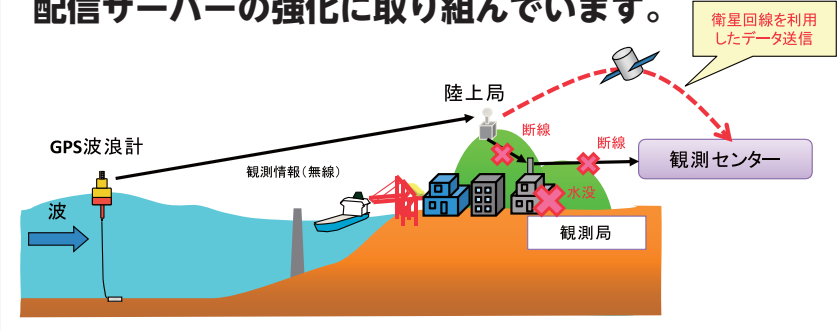 配信サーバーの強化に取り組んでいます。
衛星回線を利用
したデータ送信
陸上局
断線
断線
GPS波浪計
観測情報(無線)
観測センター
波
水没
観測局